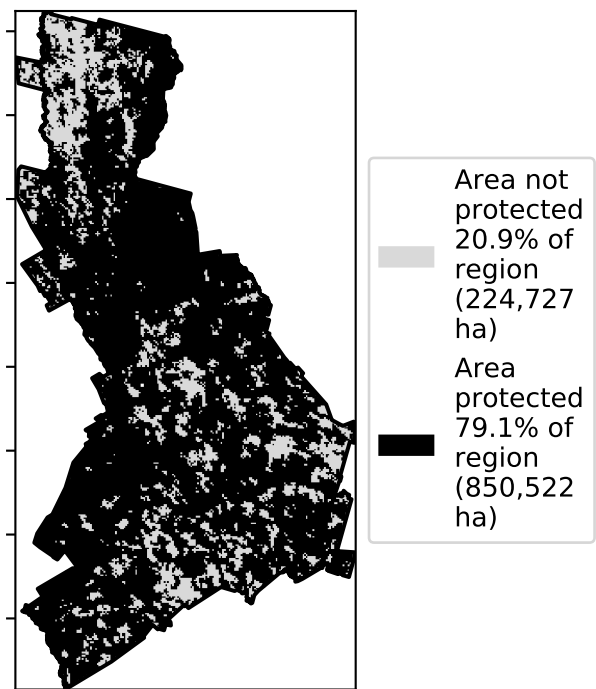 Area not
protected
20.9% of
region
(224,727
ha)
Area
protected
79.1% of
region
(850,522
ha)